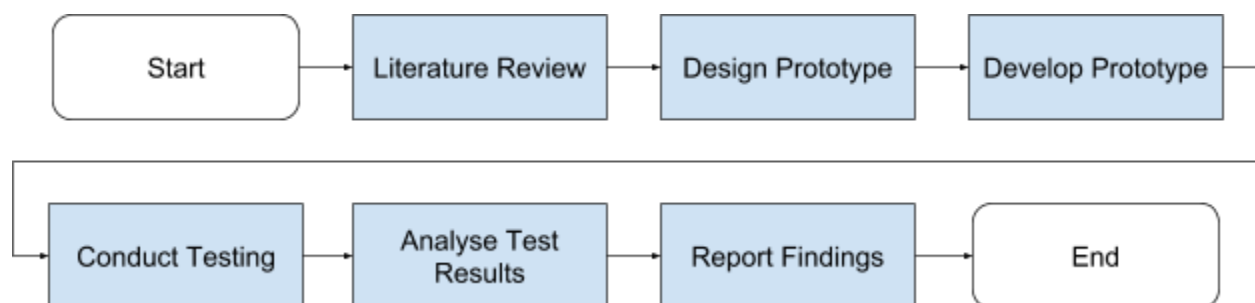 Start
Literature Review
Design Prototype
Develop Prototype
Conduct Testing
Analyse Test
Results
Report Findings
End